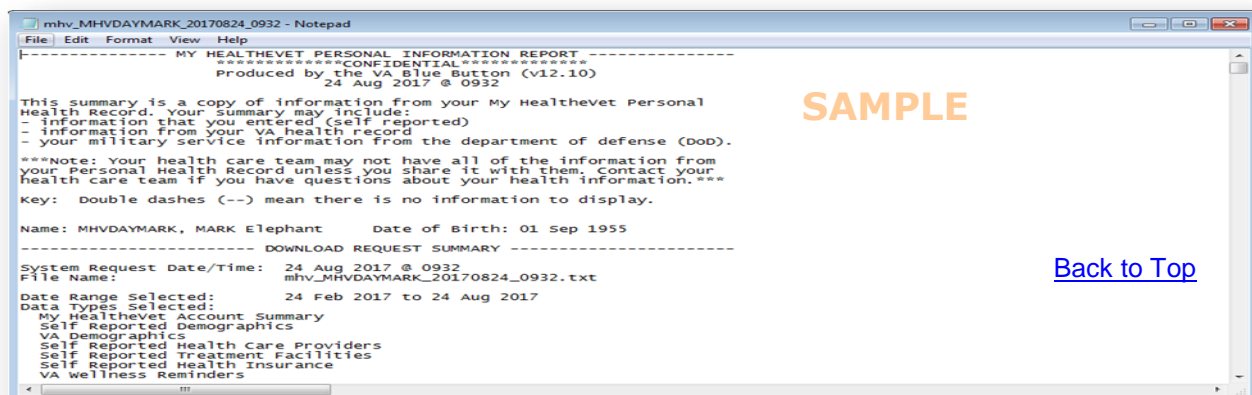 mhv_MHVDAYMARK_20170824_0932 - Notepad
File Edit Format View Help
--------------- MY HEALTHEVET PERSONAL INFORMATION REPORT ---------------
*************CONFIDENTIAL*************
Produced by the VA Blue Button (v12.10)
24 Aug 2017 @ 0932
This summary is a copy of information from your My HealtheVet Personal
Health Record. Your summary may include:
- information that you entered (self reported)
- information from your VA health record
- your military service information from the department of defense (DoD).
***Note: Your health care team may not have all of the information from
your Personal Health Record unless you share it with them. Contact your
health care team if you have questions about your health information.***
Key: Double dashes (--) mean there is no information to display.
Name: MHVDAYMARK, MARK Elephant Date of Birth: 01 Sep 1955
------------------------ DOWNLOAD REQUEST SUMMARY -----------------------
System Request Date/Time: 24 Aug 2017 @ 0932
File Name: mhv_MHVDAYMARK_20170824_0932.txt
Date Range Selected: 24 Feb 2017 to 24 Aug 2017
Data Types Selected:
My HealtheVet Account Summary
Self Reported Demographics
VA Demographics
Self Reported Health Care Providers
Self Reported Treatment Facilities
Self Reported Health Insurance
VA Wellness Reminders
SAMPLE
Back to Top